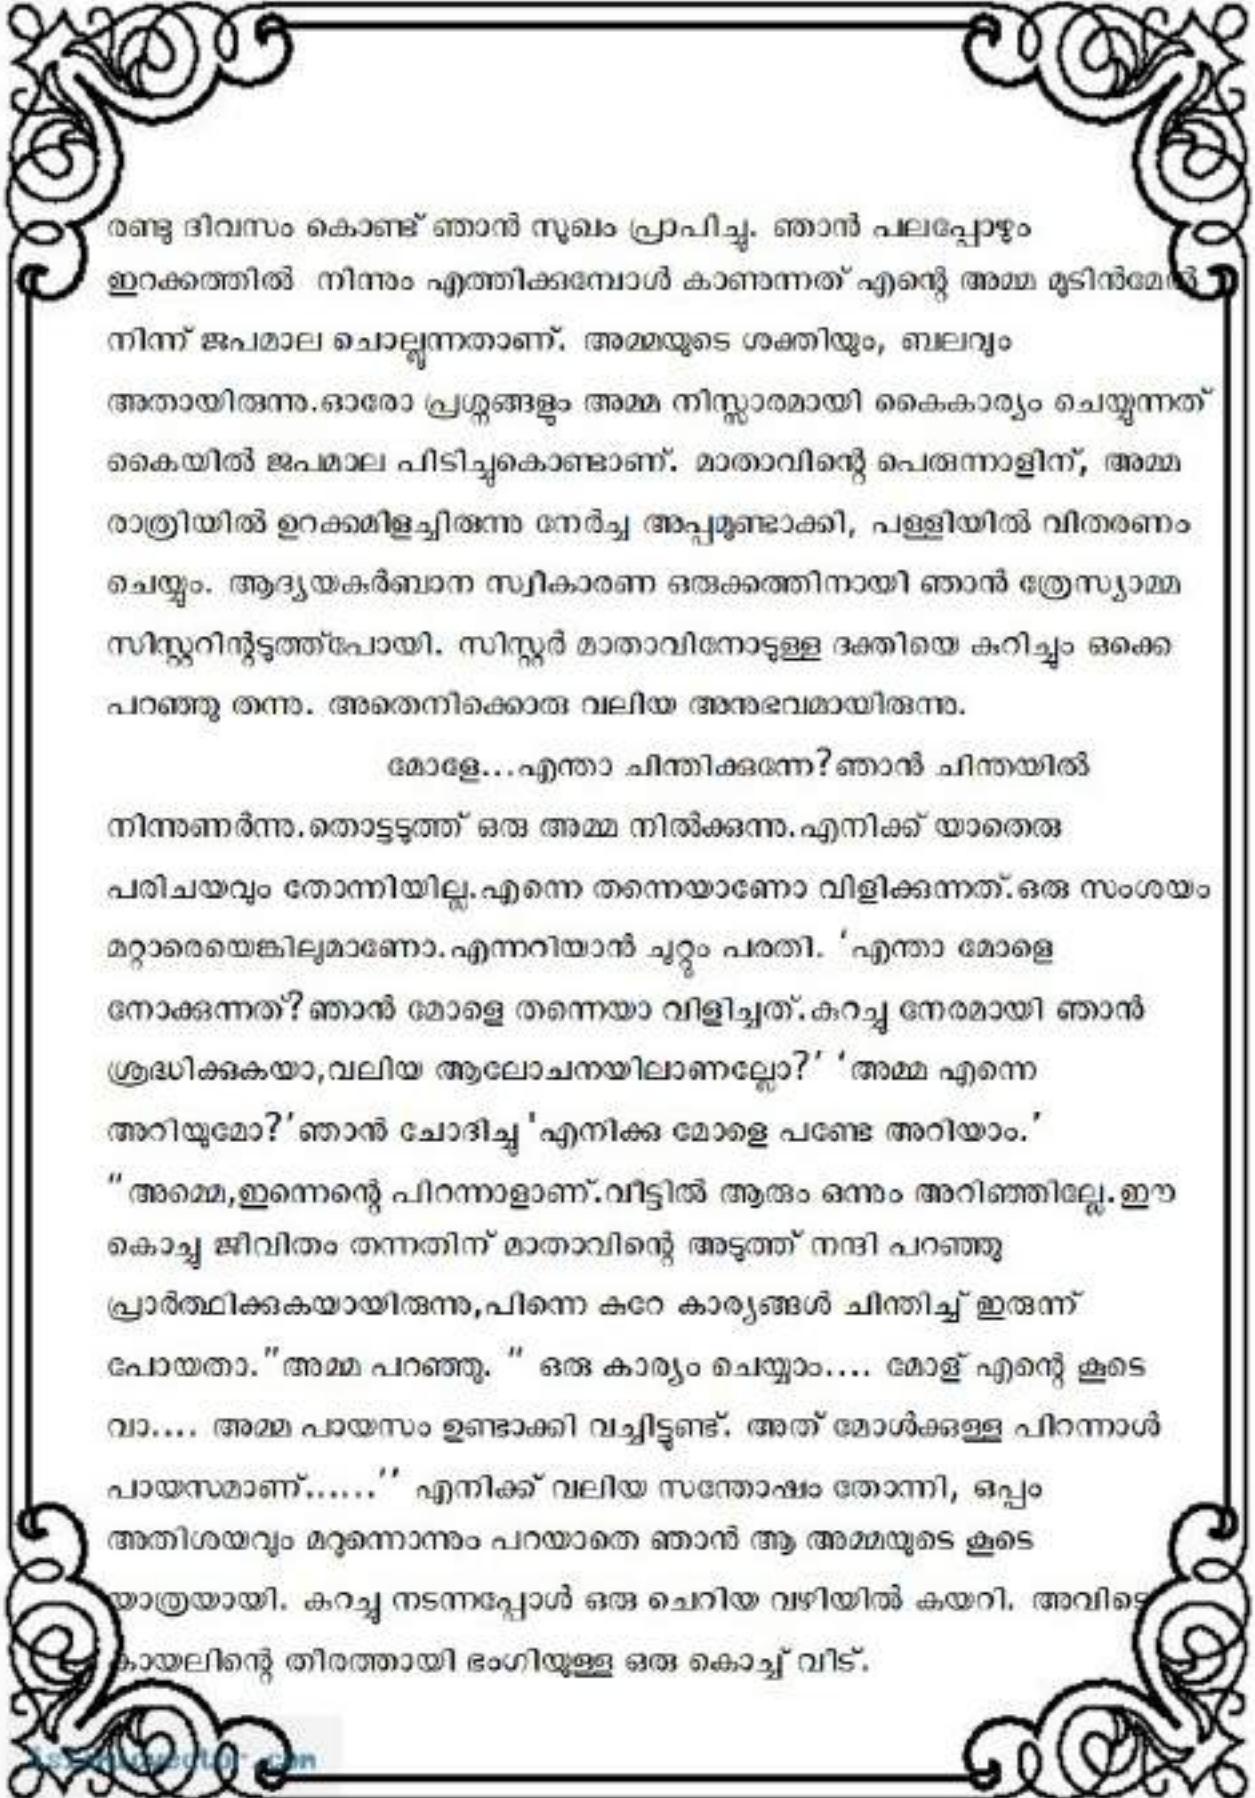 രണ്ടു ദിവസം കൊണ്ട് ഞാൻ സുഖം പ്രാപിച്ചു. ഞാൻ പലപ്പോഴും
ഇറക്കത്തിൽ നിന്നും എത്തിക്കുമ്പോൾ കാണുന്നത് എന്റെ അമ്മ മുടിൻമേൽ
നിന്ന് ജപമാല ചൊല്ലുന്നതാണ്. അമ്മയുടെ ശക്തിയും, ബലവും
അതായിരുന്നു.ഓരോ പ്രശ്നങ്ങളും അമ്മ നിസ്സാരമായി കൈകാര്യം ചെയ്യുന്നത്
കൈയിൽ ജപമാല പിടിച്ചുകൊണ്ടാണ്. മാതാവിന്റെ പെരുന്നാളിന്, അമ്മ
രാത്രിയിൽ ഉറക്കമിളച്ചിരുന്നു നേർച്ച അപ്പമുണ്ടാക്കി, പള്ളിയിൽ വിതരണം
ചെയ്യും. ആദ്യയകുർബാന സ്വീകാരണ ഒരുക്കത്തിനായി ഞാൻ ത്രേസ്യാമ്മ
സിസ്റ്ററിന്റടുത്ത്പോയി. സിസ്റ്റർ മാതാവിനോടുള്ള ദക്തിയെ കുറിച്ചും ഒക്കെ
പറഞ്ഞു തന്നു. അതെനിക്കൊരു വലിയ അനുഭവമായിരുന്നു.
മോളേ...എന്താ ചിന്തിക്കുന്നേ?ഞാൻ ചിന്തയിൽ
നിന്നുണർന്നു.തൊട്ടടുത്ത് ഒരു അമ്മ നിൽക്കുന്നു.എനിക്ക് യാതെരു
പരിചയവും തോന്നിയില്ല.എന്നെ തന്നെയാണോ വിളിക്കുന്നത്.ഒരു സംശയം
മറ്റാരെയെങ്കിലുമാണോ.എന്നറിയാൻ ചുറ്റും പരതി. ‘എന്താ മോളെ
നോക്കുന്നത്?ഞാൻ മോളെ തന്നെയാ വിളിച്ചത്.കുറച്ചു നേരമായി ഞാൻ
ശ്രദ്ധിക്കുകയാ,വലിയ ആലോചനയിലാണല്ലോ?’ ‘അമ്മ എന്നെ
അറിയുമോ?’ഞാൻ ചോദിച്ചു 'എനിക്കു മോളെ പണ്ടേ അറിയാം.’
“അമ്മെ,ഇന്നെന്റെ പിറന്നാളാണ്.വീട്ടിൽ ആരും ഒന്നും അറിഞ്ഞില്ലേ.ഈ
കൊച്ചു ജീവിതം തന്നതിന് മാതാവിന്റെ അടുത്ത് നന്ദി പറഞ്ഞു
പ്രാർത്ഥിക്കുകയായിരുന്നു,പിന്നെ കുറേ കാര്യങ്ങൾ ചിന്തിച്ച് ഇരുന്ന്
പോയതാ.”അമ്മ പറഞ്ഞു. “ ഒരു കാര്യം ചെയ്യാം.... മോള് എന്റെ കൂടെ
വാ.... അമ്മ പായസം ഉണ്ടാക്കി വച്ചിട്ടുണ്ട്. അത് മോൾക്കുള്ള പിറന്നാൾ
പായസമാണ്......’’ എനിക്ക് വലിയ സന്തോഷം തോന്നി, ഒപ്പം
അതിശയവും മറുന്നൊന്നും പറയാതെ ഞാൻ ആ അമ്മയുടെ കൂടെ
യാത്രയായി. കുറച്ചു നടന്നപ്പോൾ ഒരു ചെറിയ വഴിയിൽ കയറി. അവിടെ
കായലിന്റെ തീരത്തായി ഭംഗിയുള്ള ഒരു കൊച്ച് വീട്.